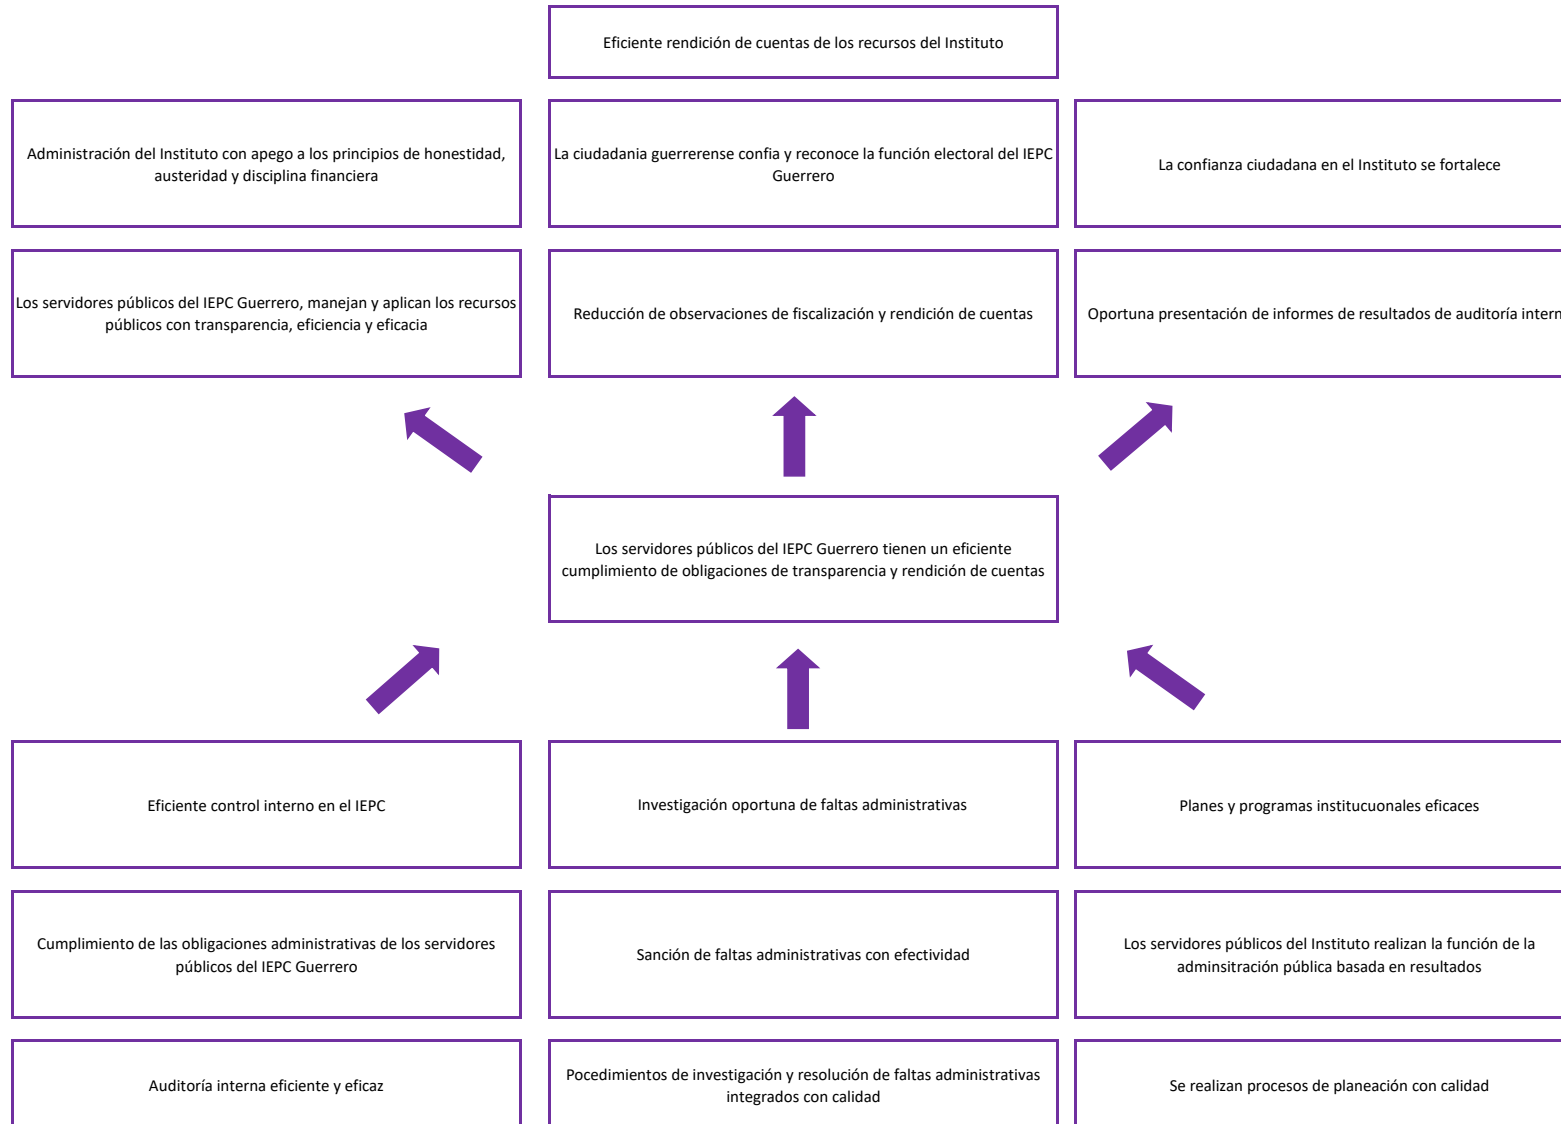 Eficiente rendición de cuentas de los recursos del Instituto
Administración del Instituto con apego a los principios de honestidad,
austeridad y disciplina financiera
La ciudadania guerrerense confia y reconoce la función electoral del IEPC
Guerrero
La confianza ciudadana en el Instituto se fortalece
Los servidores públicos del IEPC Guerrero, manejan y aplican los recursos
públicos con transparencia, eficiencia y eficacia
Reducción de observaciones de fiscalización y rendición de cuentas
Oportuna presentación de informes de resultados de auditoría intern
Los servidores públicos del IEPC Guerrero tienen un eficiente
cumplimiento de obligaciones de transparencia y rendición de cuentas
Eficiente control interno en el IEPC
Investigación oportuna de faltas administrativas
Planes y programas institucuonales eficaces
Cumplimiento de las obligaciones administrativas de los servidores
públicos del IEPC Guerrero
Sanción de faltas administrativas con efectividad
Los servidores públicos del Instituto realizan la función de la
adminsitración pública basada en resultados
Auditoría interna eficiente y eficaz
Pocedimientos de investigación y resolución de faltas administrativas
integrados con calidad
Se realizan procesos de planeación con calidad